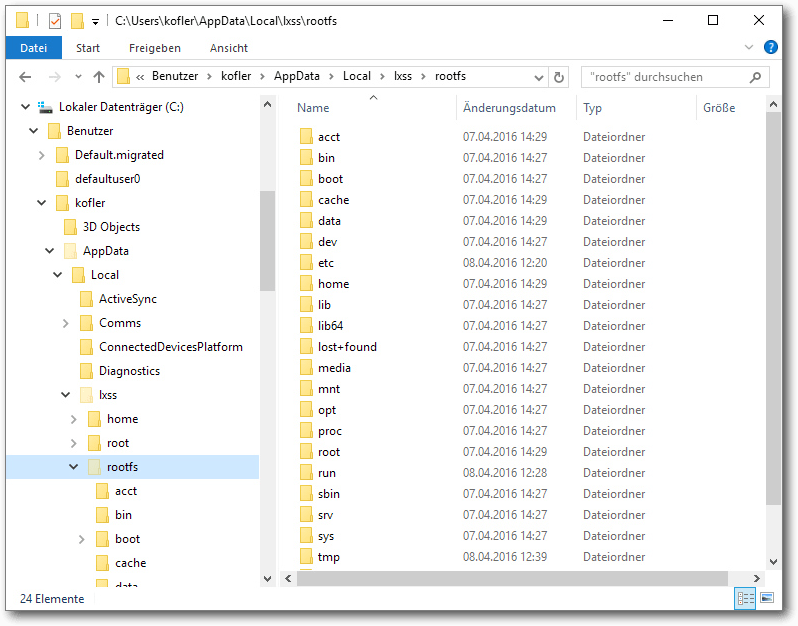 C:\Users\kofler\AppData\Local\lxss\rootfs
Datei Start Freigeben Ansicht
« Benutzer › kofler › AppData › Local › lxss › rootfs
"rootfs" durchsuchen
Lokaler Datenträger (C:)
Benutzer
Default.migrated
defaultuser0
kofler
3D Objects
AppData
Local
ActiveSync
Comms
ConnectedDevicesPlatform
Diagnostics
lxss
home
root
rootfs
acct
bin
boot
cache
data
Name Änderungsdatum Typ Größe
acct 07.04.2016 14:29 Dateiordner
bin 07.04.2016 14:27 Dateiordner
boot 07.04.2016 14:27 Dateiordner
cache 07.04.2016 14:29 Dateiordner
data 07.04.2016 14:29 Dateiordner
dev 07.04.2016 14:27 Dateiordner
etc 08.04.2016 12:20 Dateiordner
home 07.04.2016 14:29 Dateiordner
lib 07.04.2016 14:27 Dateiordner
lib64 07.04.2016 14:27 Dateiordner
lost+found 07.04.2016 14:27 Dateiordner
media 07.04.2016 14:27 Dateiordner
mnt 07.04.2016 14:27 Dateiordner
opt 07.04.2016 14:27 Dateiordner
proc 07.04.2016 14:27 Dateiordner
root 07.04.2016 14:29 Dateiordner
run 08.04.2016 12:28 Dateiordner
sbin 07.04.2016 14:27 Dateiordner
srv 07.04.2016 14:27 Dateiordner
sys 07.04.2016 14:27 Dateiordner
tmp 08.04.2016 12:39 Dateiordner
24 Elemente